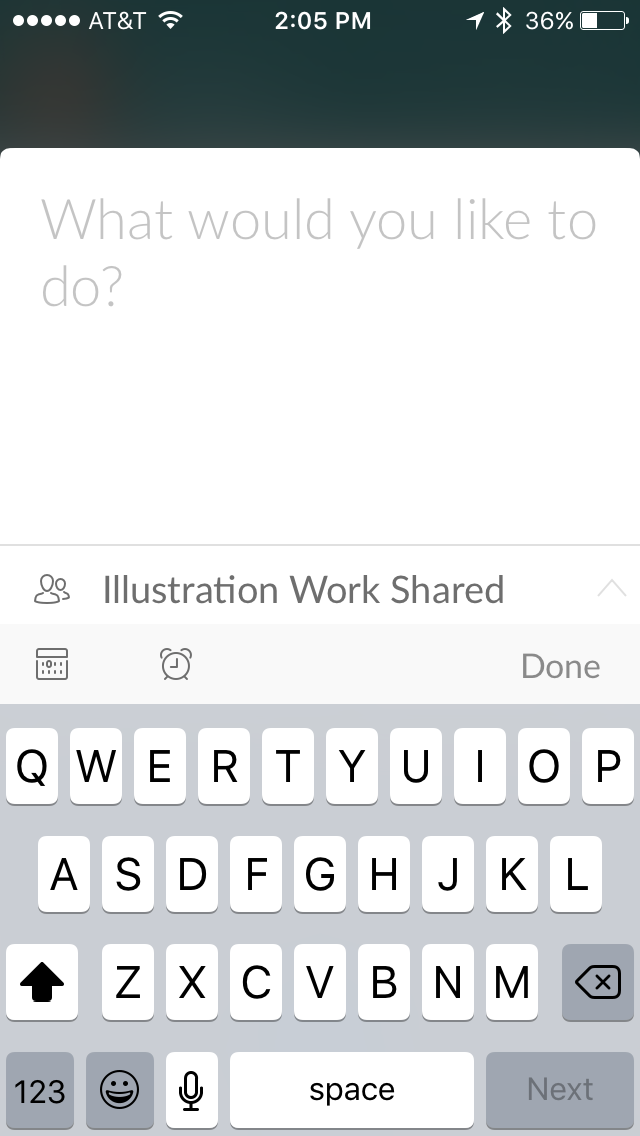 AT&T 2:05 PM 36%
What would you like to
do?
Illustration Work Shared
Done
Q W E R T Y U I O P
A S D F G H J K L
Z X C V B N M
123 space Next